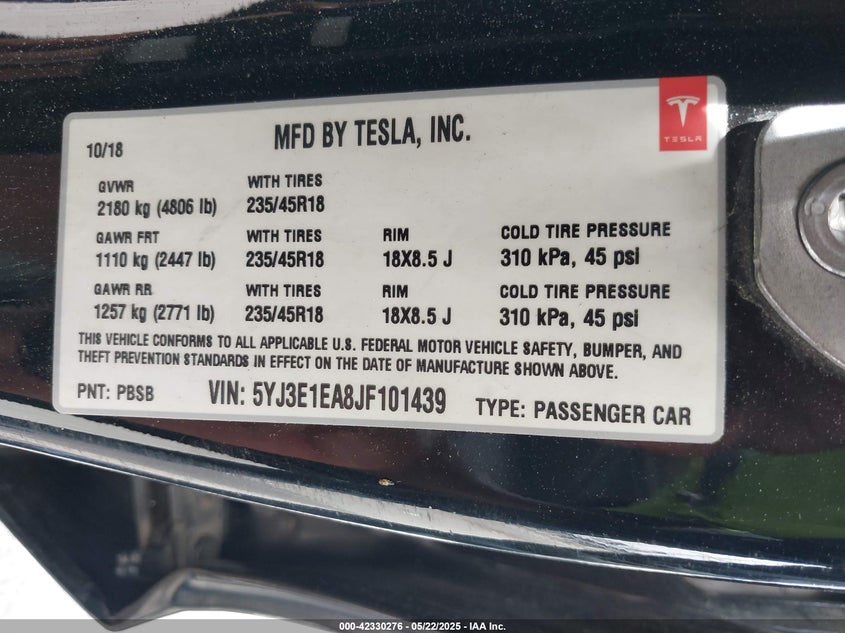 MFD BY TESLA, INC.
TESLA
10/18
GVWR WITH TIRES
2180 kg (4806 lb) 235/45R18
GAWR FRT WITH TIRES RIM COLD TIRE PRESSURE
1110 kg (2447 lb) 235/45R18 18X8.5 J 310 kPa, 45 psi
GAWR RR WITH TIRES RIM COLD TIRE PRESSURE
1257 kg (2771 lb) 235/45R18 18X8.5 J 310 kPa, 45 psi
THIS VEHICLE CONFORMS TO ALL APPLICABLE U.S. FEDERAL MOTOR VEHICLE SAFETY, BUMPER, AND
THEFT PREVENTION STANDARDS IN EFFECT ON THE DATE OF MANUFACTURE SHOWN ABOVE.
PNT: PBSB VIN: 5YJ3E1EA8JF101439 TYPE: PASSENGER CAR
000-42330276 - 05/22/2025 - IAA Inc.